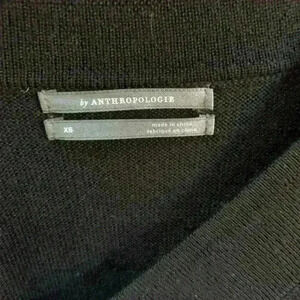 by ANTHROPOLOGIE
XS
made in china
fabriqué en chine